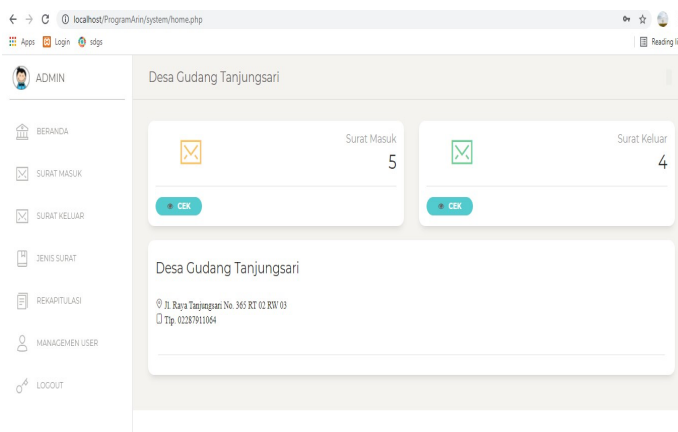 localhost/ProgramArin/system/home.php
Apps Login sdgs Reading li
ADMIN
Desa Gudang Tanjungsari
BERANDA
SURAT MASUK
SURAT KELUAR
JENIS SURAT
REKAPITULASI
MANAGEMEN USER
LOGOUT
Surat Masuk
5
CEK
Surat Keluar
4
CEK
Desa Gudang Tanjungsari
Jl. Raya Tanjungsari No. 365 RT 02 RW 03
Tlp. 02287911064